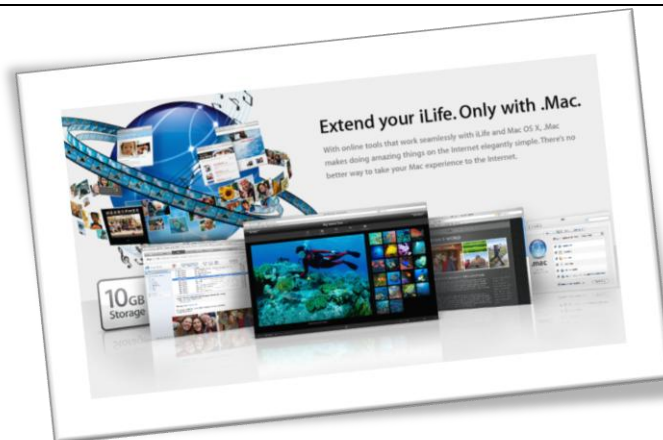 Extend your iLife. Only with .Mac.
With online tools that work seamlessly with iLife and Mac OS X, .Mac
makes doing amazing things on the Internet elegantly simple. There's no
better way to take your Mac experience to the Internet.
10GB
Storage
.Mac